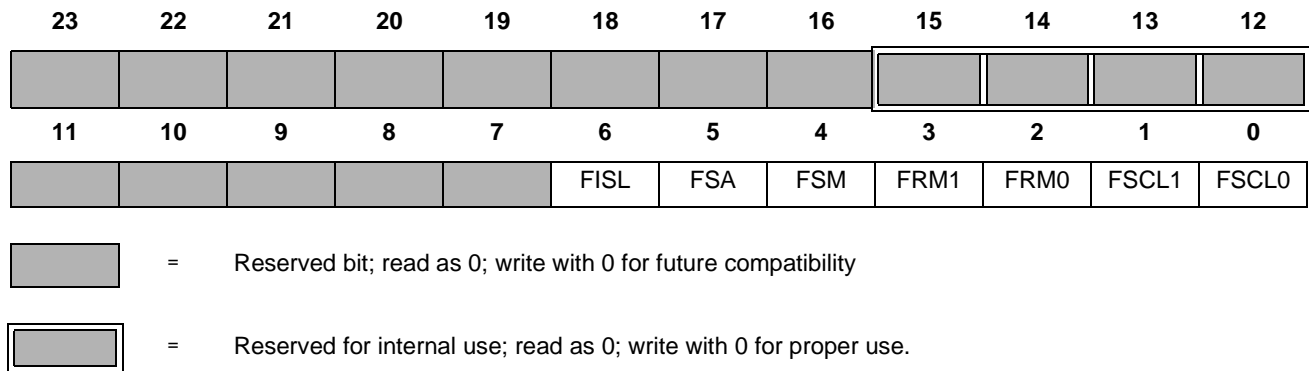 23 22 21 20 19 18 17 16 15 14 13 12
11 10 9 8 7 6 5 4 3 2 1 0
FISL FSA FSM FRM1 FRM0 FSCL1 FSCL0
= Reserved bit; read as 0; write with 0 for future compatibility
= Reserved for internal use; read as 0; write with 0 for proper use.